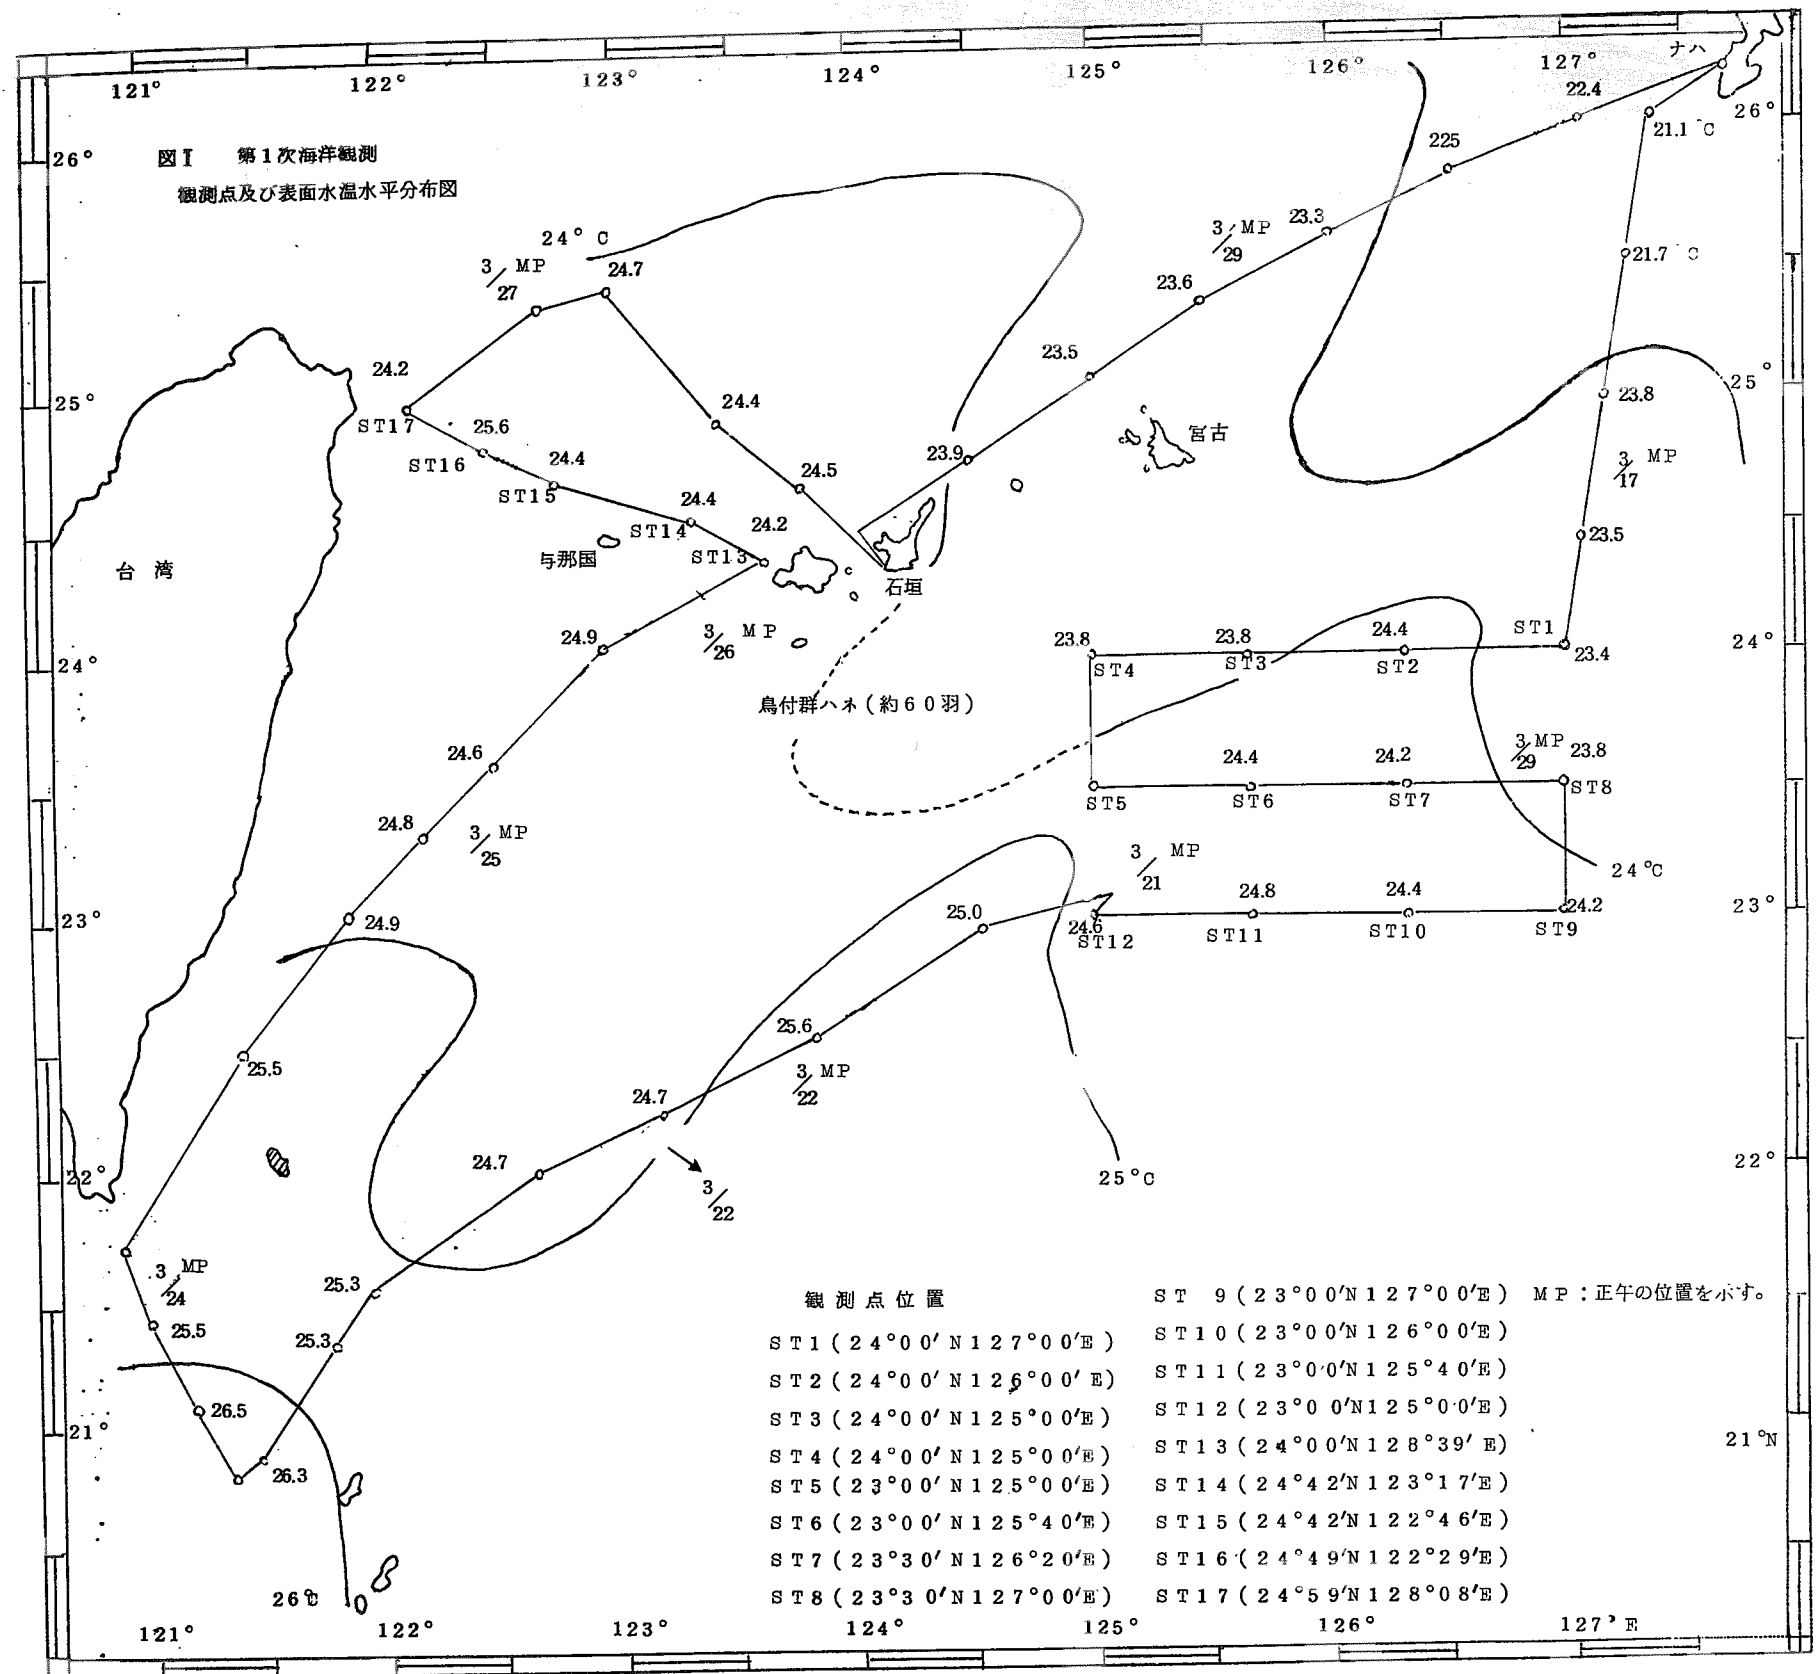 121° 122° 123° 124° 125° 126° 127°
ナハ
22.4
26°
21.1°C
26°
図I 第1次海洋観測
観測点及び表面水温水平分布図
225
3/29 MP
23.3
24°C
21.7°C
3/27 MP
24.7
23.6
23.5
24.2
25°
23.8
25°
24.4
ST17
25.6
宮古
23.9
ST16
24.4
24.5
3/17 MP
ST15
24.4
24.2
ST14
23.5
与那国
ST13
台湾
石垣
24.9
3/26 MP
23.8
23.8
24.4
ST1
24°
24°
ST4
ST3
ST2
23.4
鳥付群ハネ(約60羽)
24.6
24.4
24.2
3/29 MP
23.8
ST5
ST6
ST7
ST8
24.8
3/25 MP
3/21 MP
24°C
23°
24.9
25.0
24.6
24.8
24.4
24.2
23°
ST12
ST11
ST10
ST9
25.6
25.5
3/22 MP
24.7
22°
24.7
25°C
22°
3/22
3/24 MP
25.3
25.5
25.3
26.5
21°
26.3
21°N
26°C
観測点位置
ST1(24°00′N127°00′E)
ST2(24°00′N126°00′E)
ST3(24°00′N125°00′E)
ST4(24°00′N125°00′E)
ST5(23°00′N125°00′E)
ST6(23°00′N125°40′E)
ST7(23°30′N126°20′E)
ST8(23°30′N127°00′E)
ST 9(23°00′N127°00′E)
ST10(23°00′N126°00′E)
ST11(23°00′N125°40′E)
ST12(23°00′N125°00′E)
ST13(24°00′N128°39′E)
ST14(24°42′N123°17′E)
ST15(24°42′N122°46′E)
ST16(24°49′N122°29′E)
ST17(24°59′N128°08′E)
MP:正午の位置を示す。
121° 122° 123° 124° 125° 126° 127°E